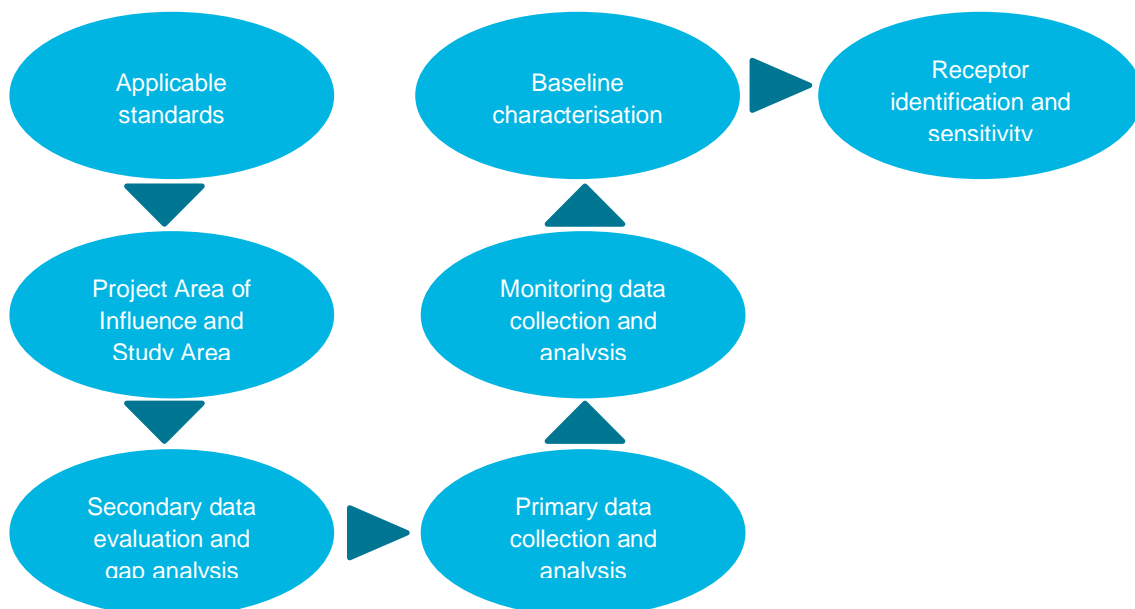 Applicable
standards
Project Area of
Influence and
Study Area
Secondary data
evaluation and
gap analysis
Primary data
collection and
analysis
Monitoring data
collection and
analysis
Baseline
characterisation
Receptor
identification and
sensitivity